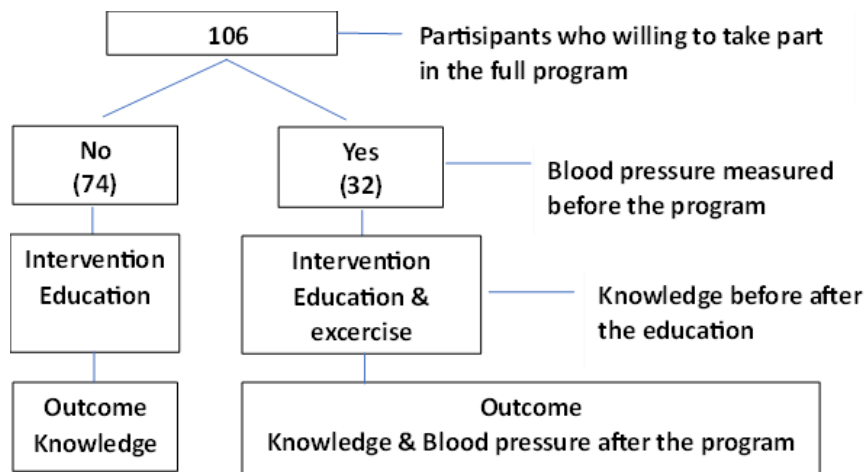 106
Partisipants who willing to take part
in the full program
No
(74)
Yes
(32)
Blood pressure measured
before the program
Intervention
Education
Intervention
Education &
excercise
Knowledge before after
the education
Outcome
Knowledge
Outcome
Knowledge & Blood pressure after the program